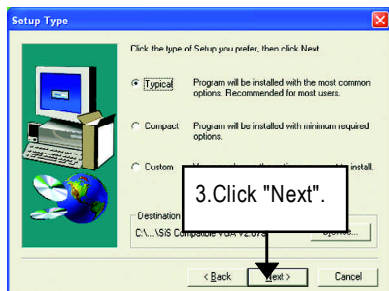 Setup Type
Click the type of Setup you prefer, then click Next.
Typical
Program will be installed with the most common
options. Recommended for most users.
Compact
Program will be installed with minimum required
options.
Custom
install.
3.Click "Next".
Destination
C:\...\SiS Compatible VGA
< Back
Next >
Cancel